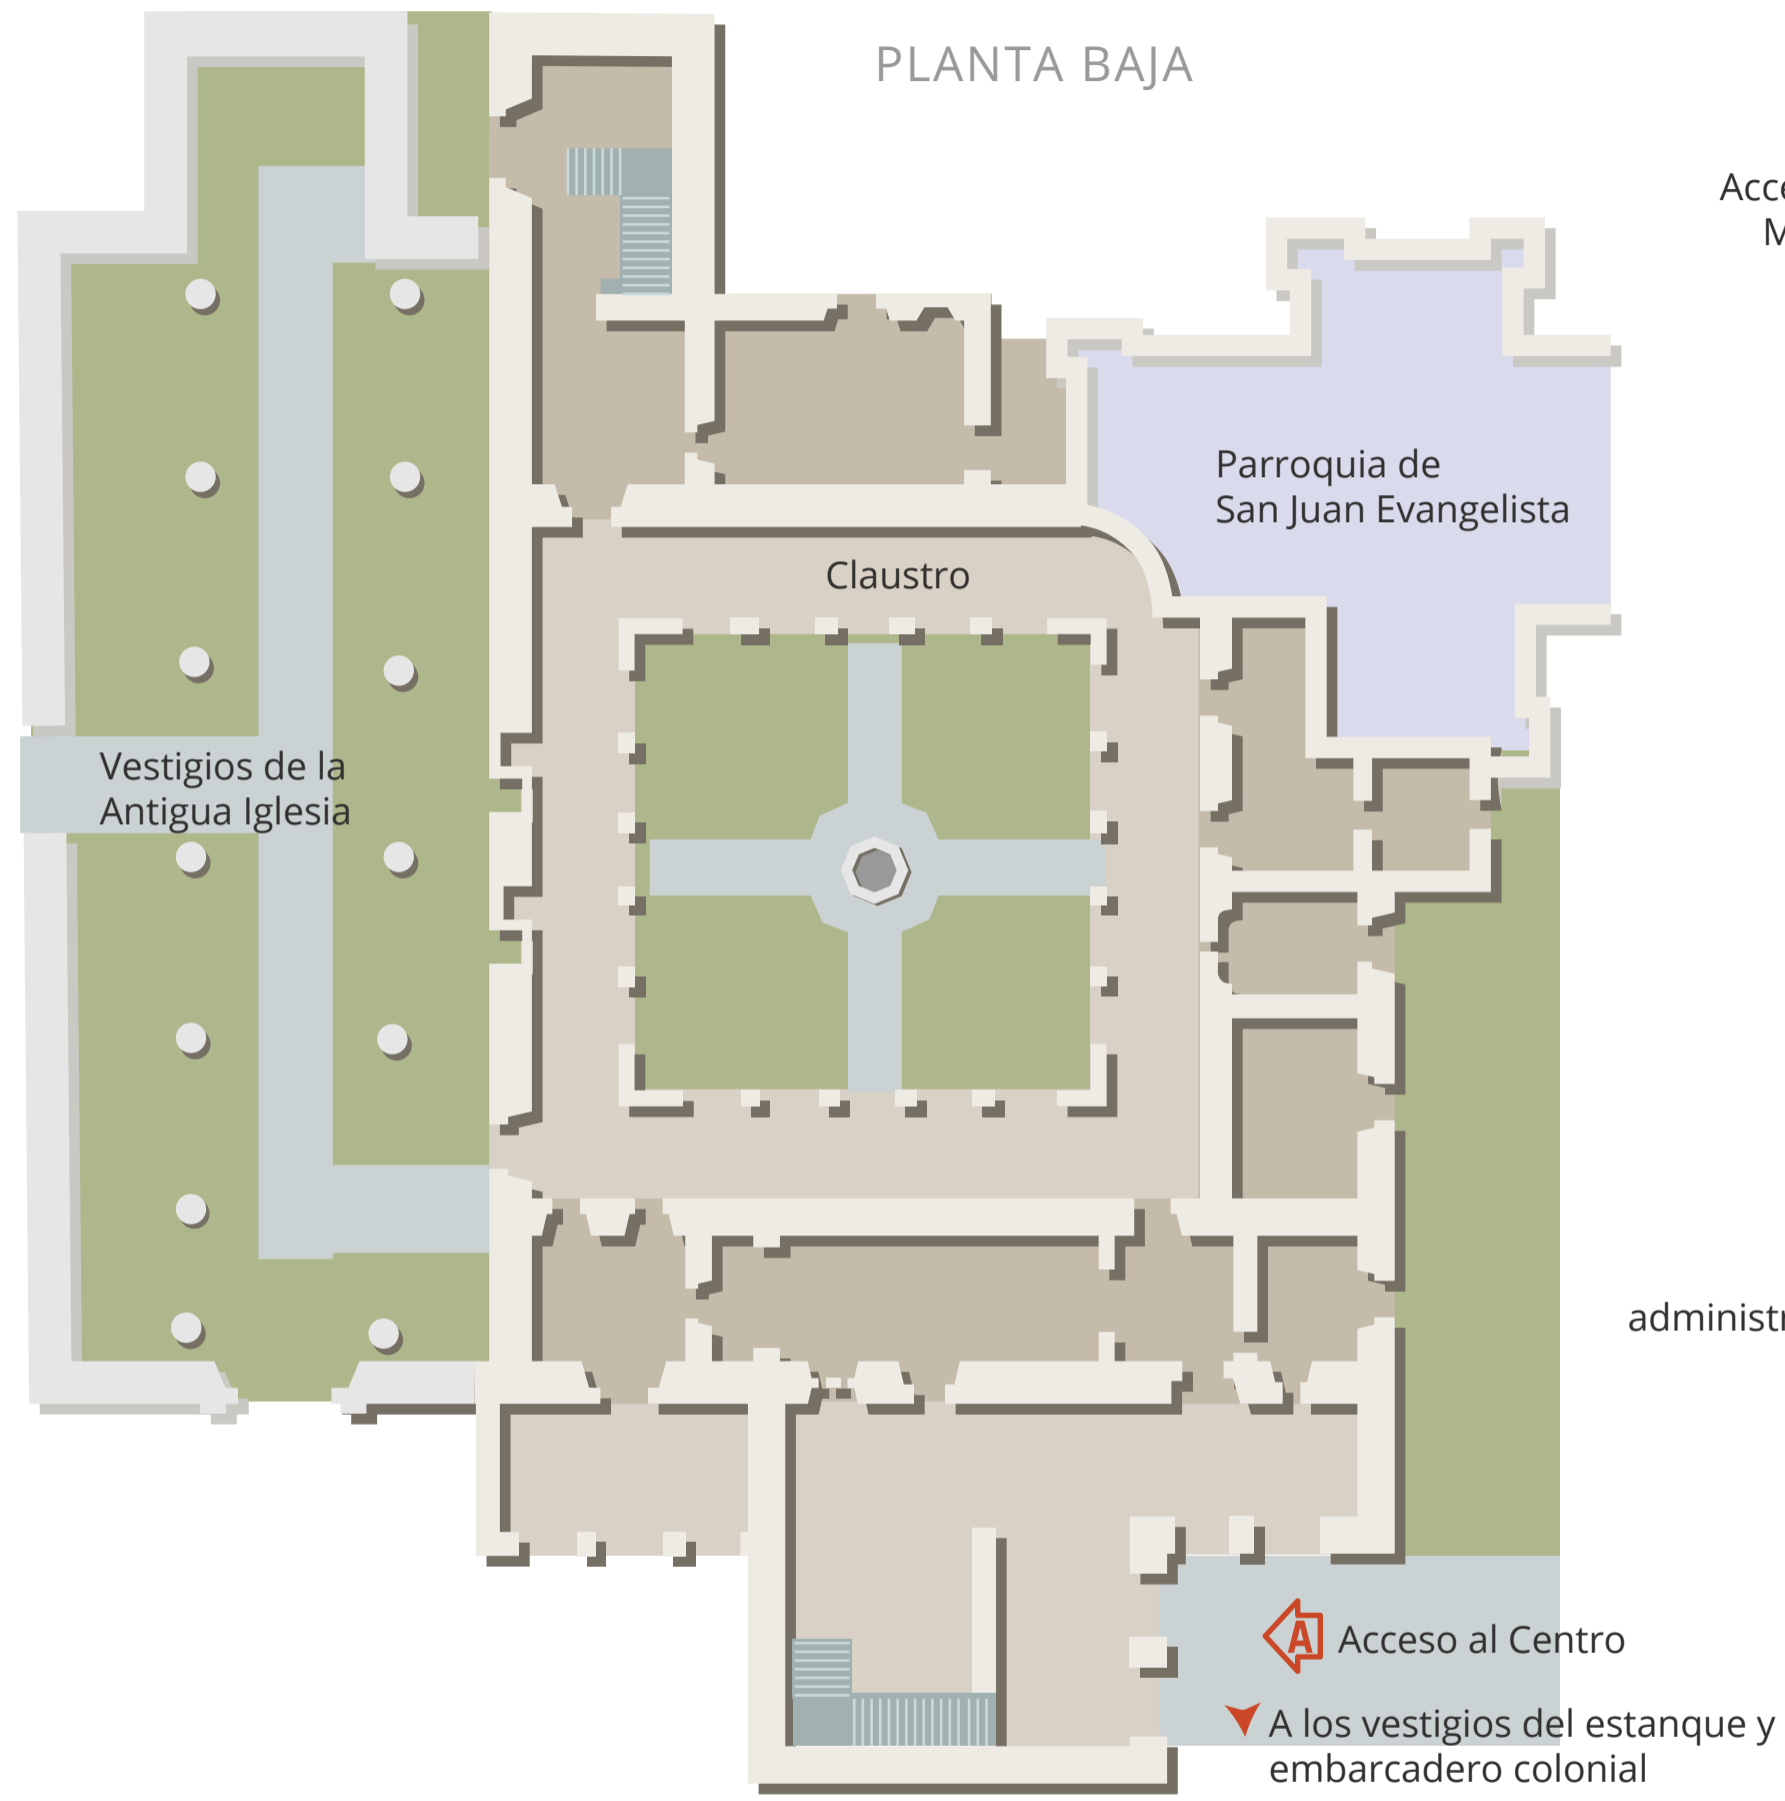 PLANTA BAJA
Parroquia de
San Juan Evangelista
Claustro
Vestigios de la
Antigua Iglesia
A
Acceso al Centro
A los vestigios del estanque y
embarcadero colonial